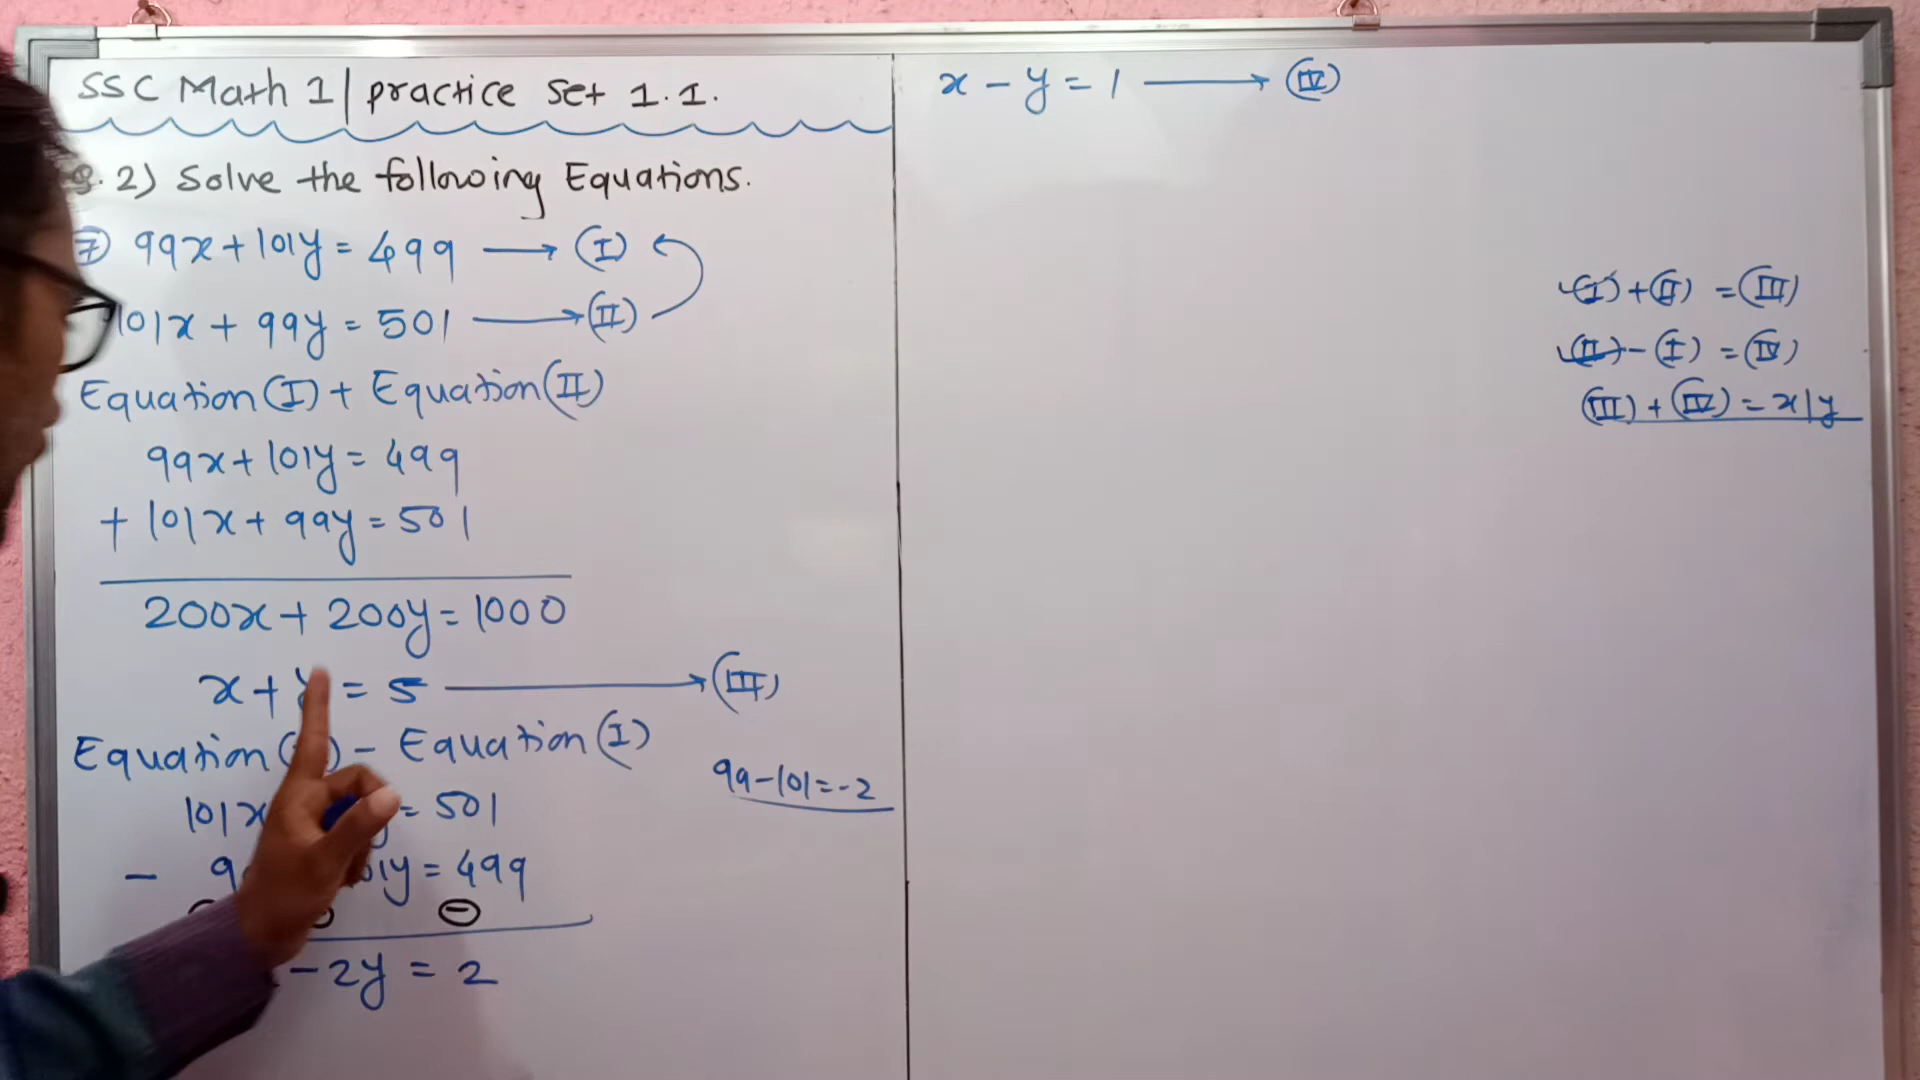 SSC Math 1 | practice Set 1.1.
2) Solve the following Equations.
⑦ 99x + 101y = 499 → (I)
101x + 99y = 501 → (II)
Equation (I) + Equation (II)
99x + 101y = 499
+ 101x + 99y = 501
200x + 200y = 1000
x + y = 5 → (III)
Equation - Equation (I)
99-101=-2
101x = 501
- 9 01y = 499
⊖
- 2y = 2
x - y = 1 → (IV)
(I) + (II) = (III)
(II) - (I) = (IV)
(III) + (IV) = x|y